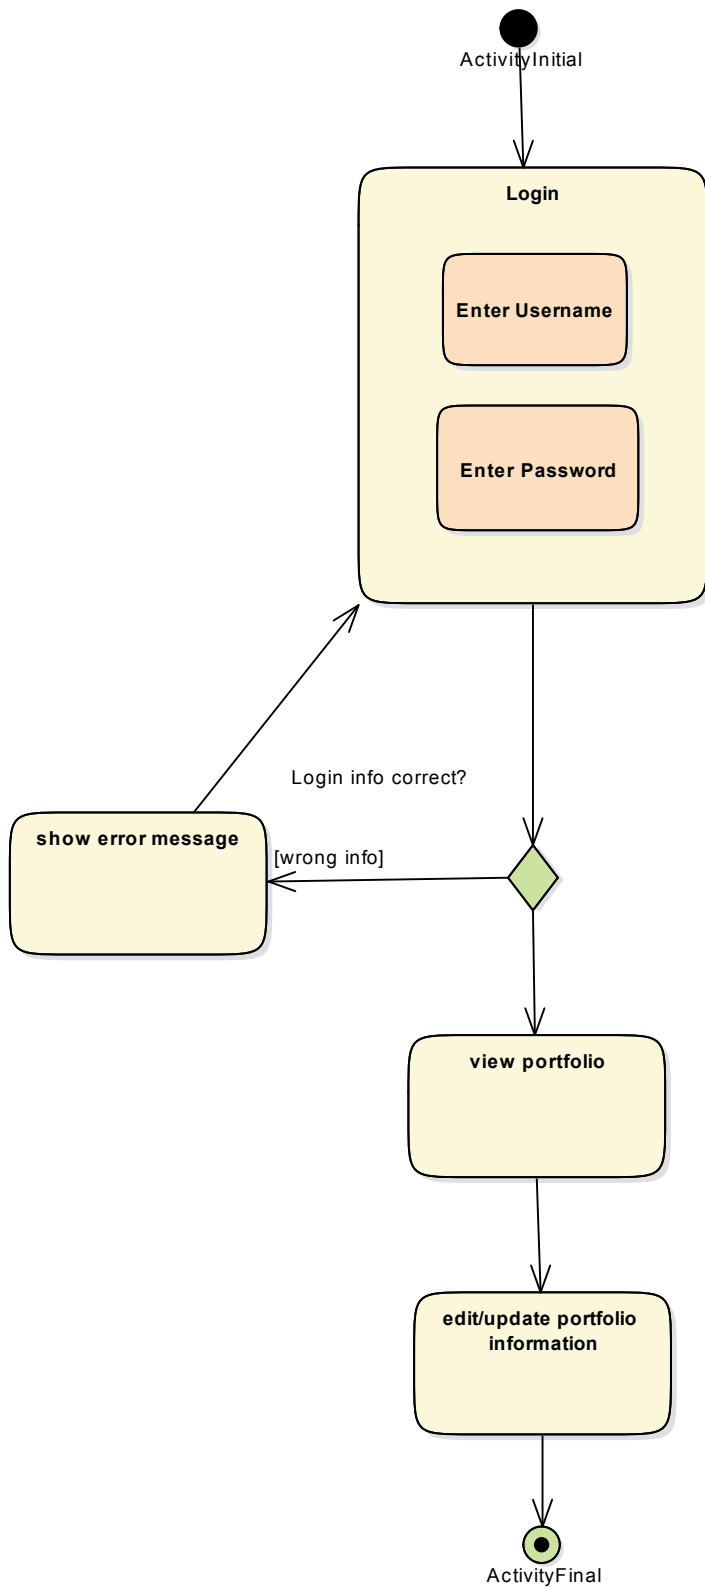 ActivityInitial
Login
Enter Username
Enter Password
Login info correct?
show error message
[wrong info]
view portfolio
edit/update portfolio
information
ActivityFinal